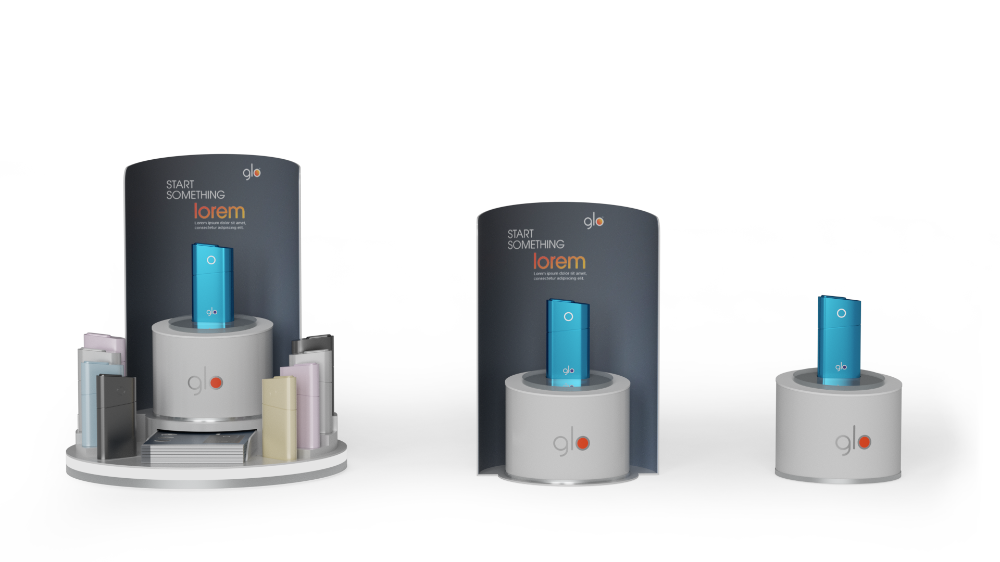 glo
START
SOMETHING
lorem
Lorem ipsum dolor sit amet,
consectetur adipiscing elit.
glo
glo
glo
START
SOMETHING
lorem
Lorem ipsum dolor sit amet,
consectetur adipiscing elit.
glo
glo
glo
glo